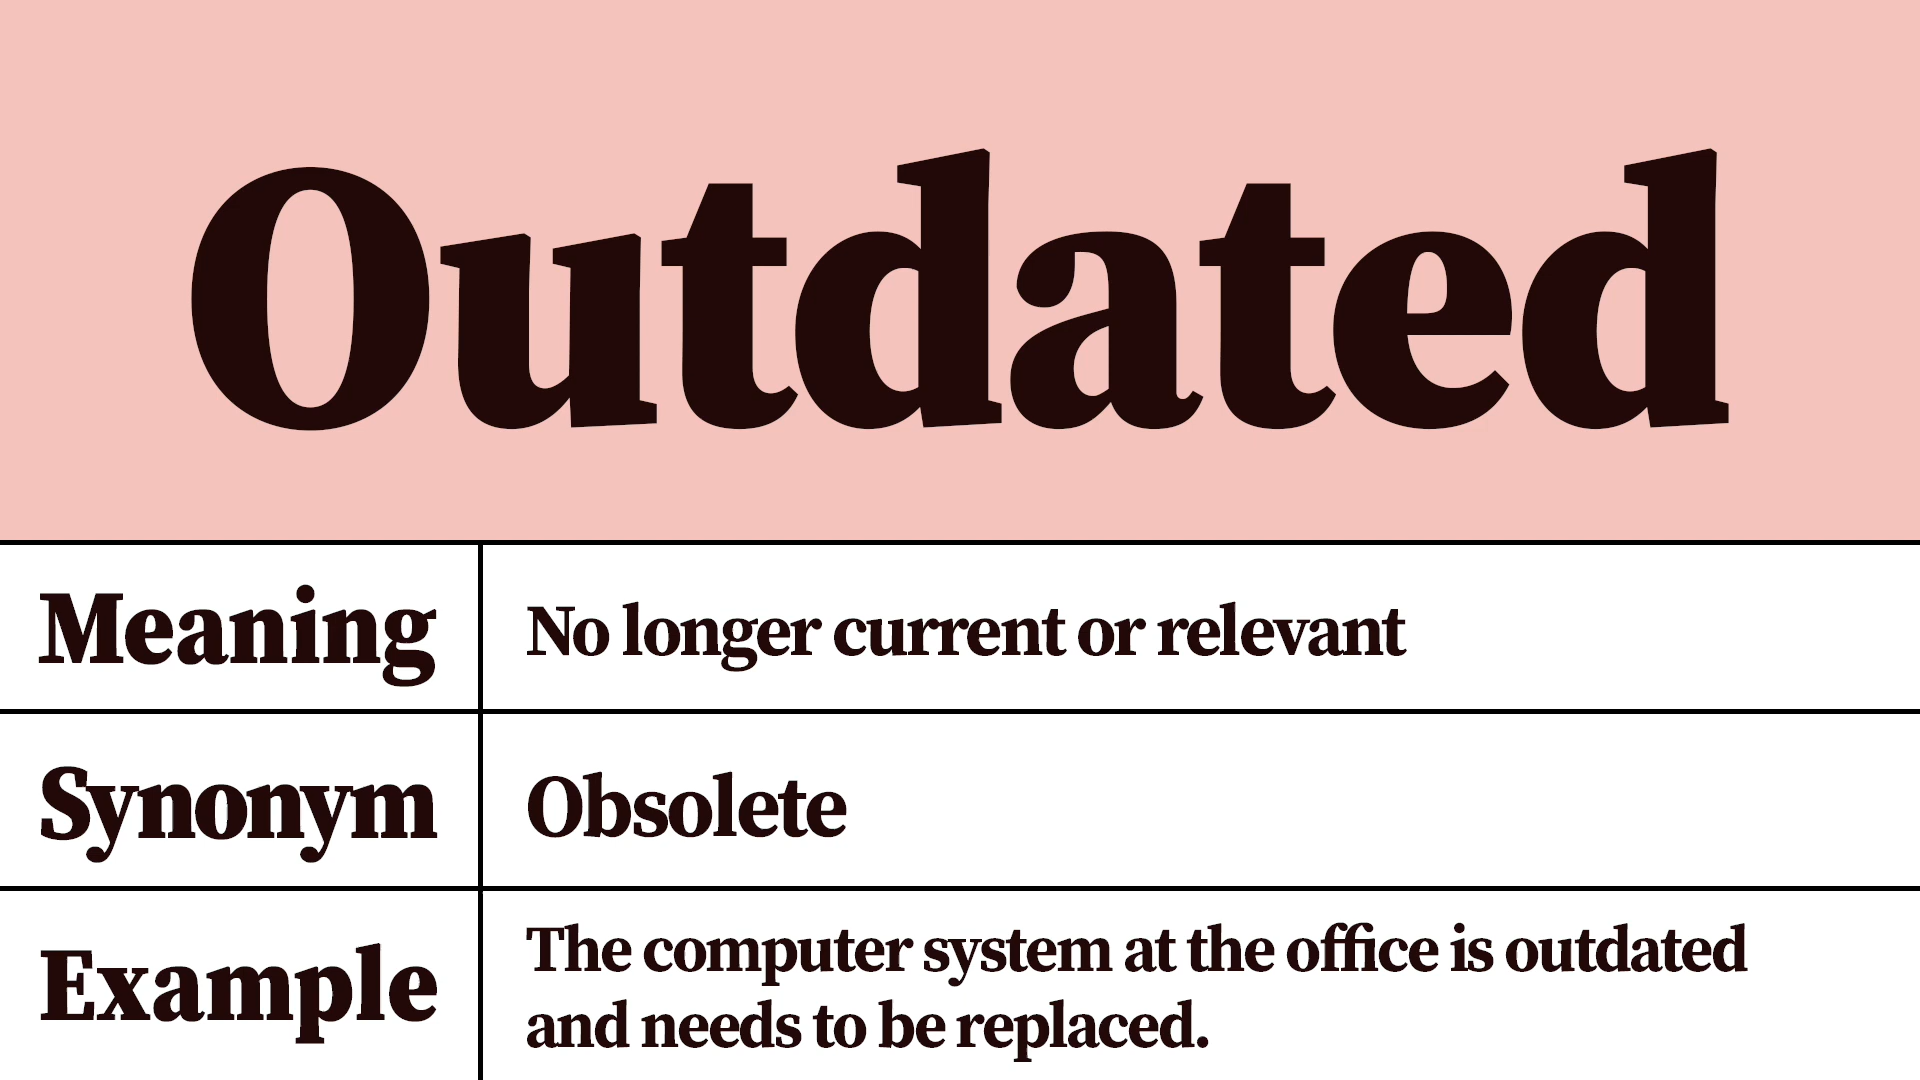 Outdated
Meaning
No longer current or relevant
Synonym
Obsolete
Example
The computer system at the office is outdated
and needs to be replaced.